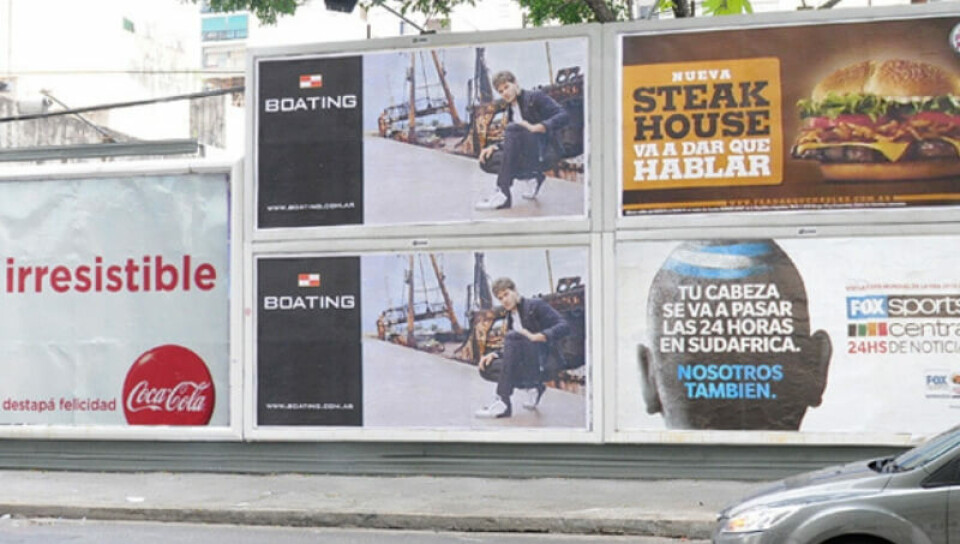 irresistible
destapá felicidad
Coca-Cola
BOATING
WWW.BOATING.COM.AR
BOATING
WWW.BOATING.COM.AR
NUEVA
STEAK
HOUSE
VA A DAR QUE
HABLAR
TU CABEZA
SE VA A PASAR
LAS 24 HORAS
EN SUDAFRICA.
NOSOTROS
TAMBIEN.
FOX sports
central
24HS DE NOTICIA
FOX